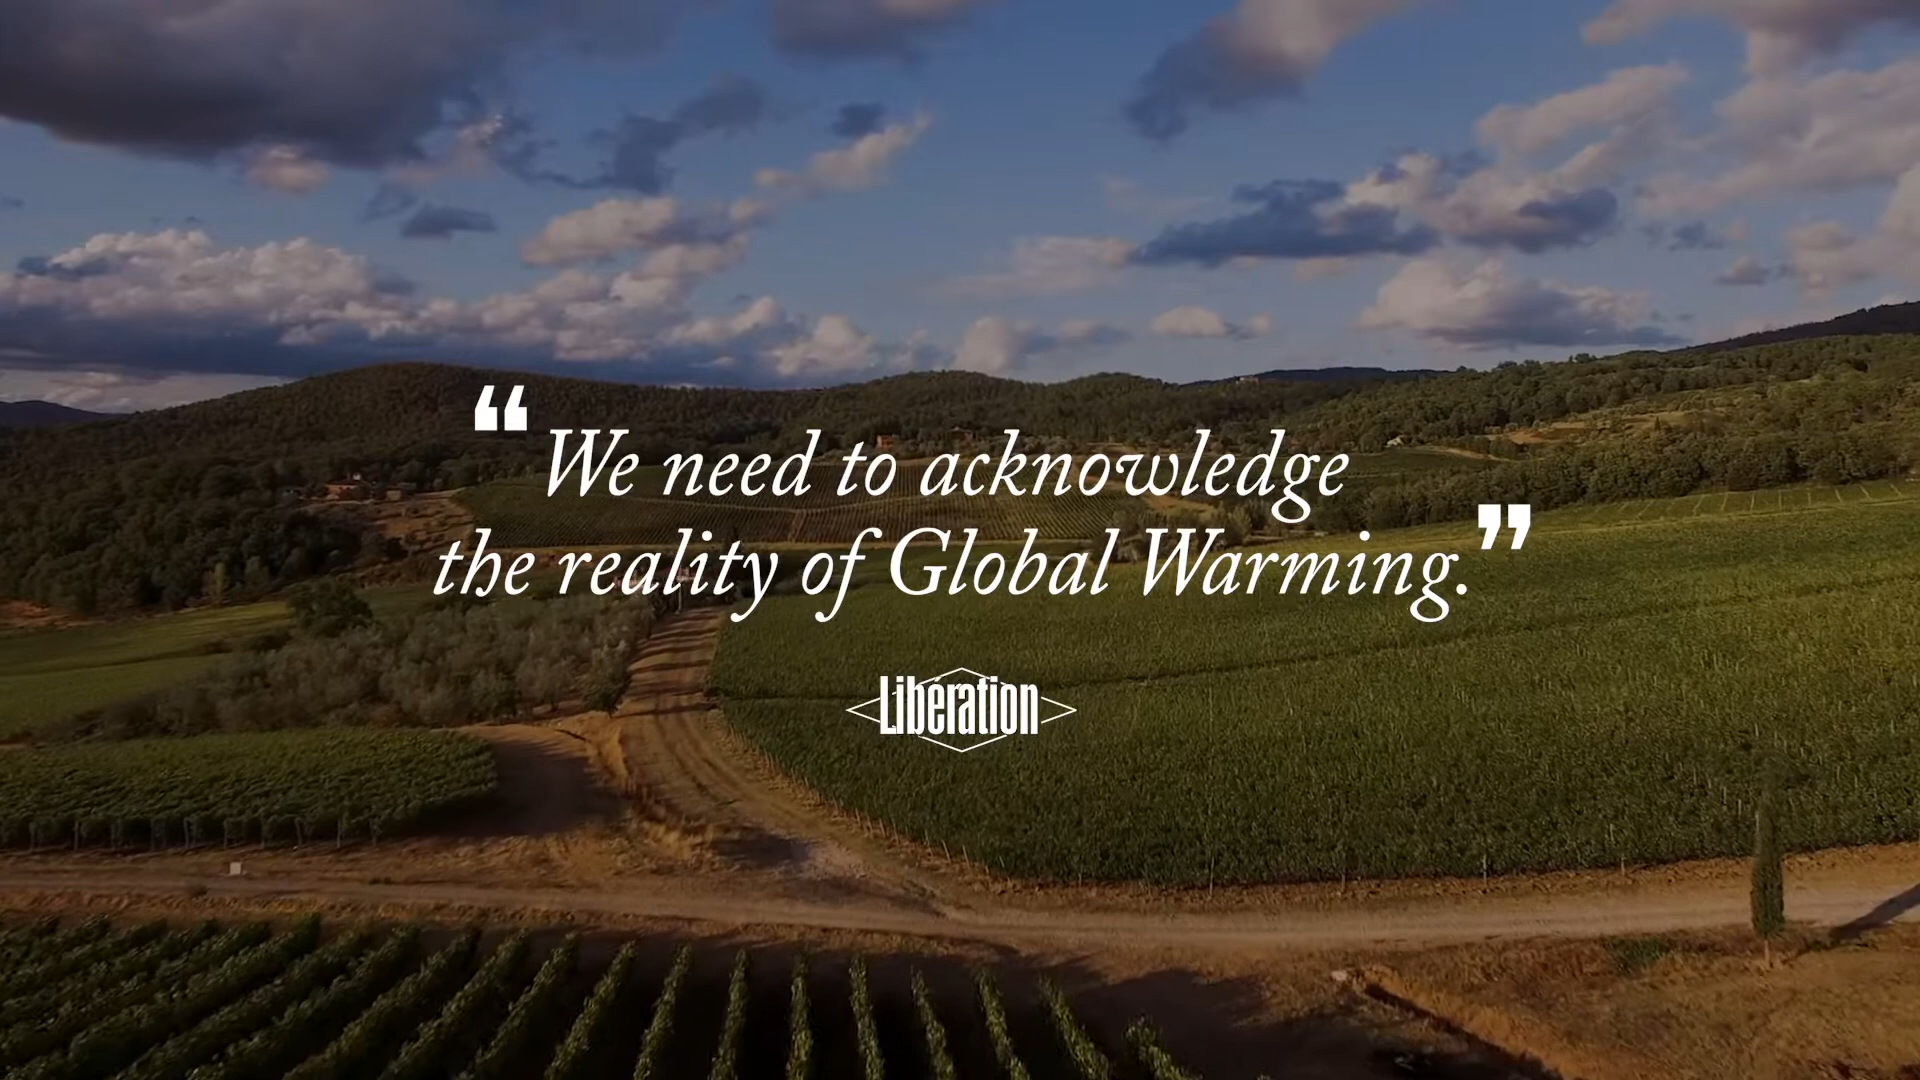 “We need to acknowledge
the reality of Global Warming.”
Libération